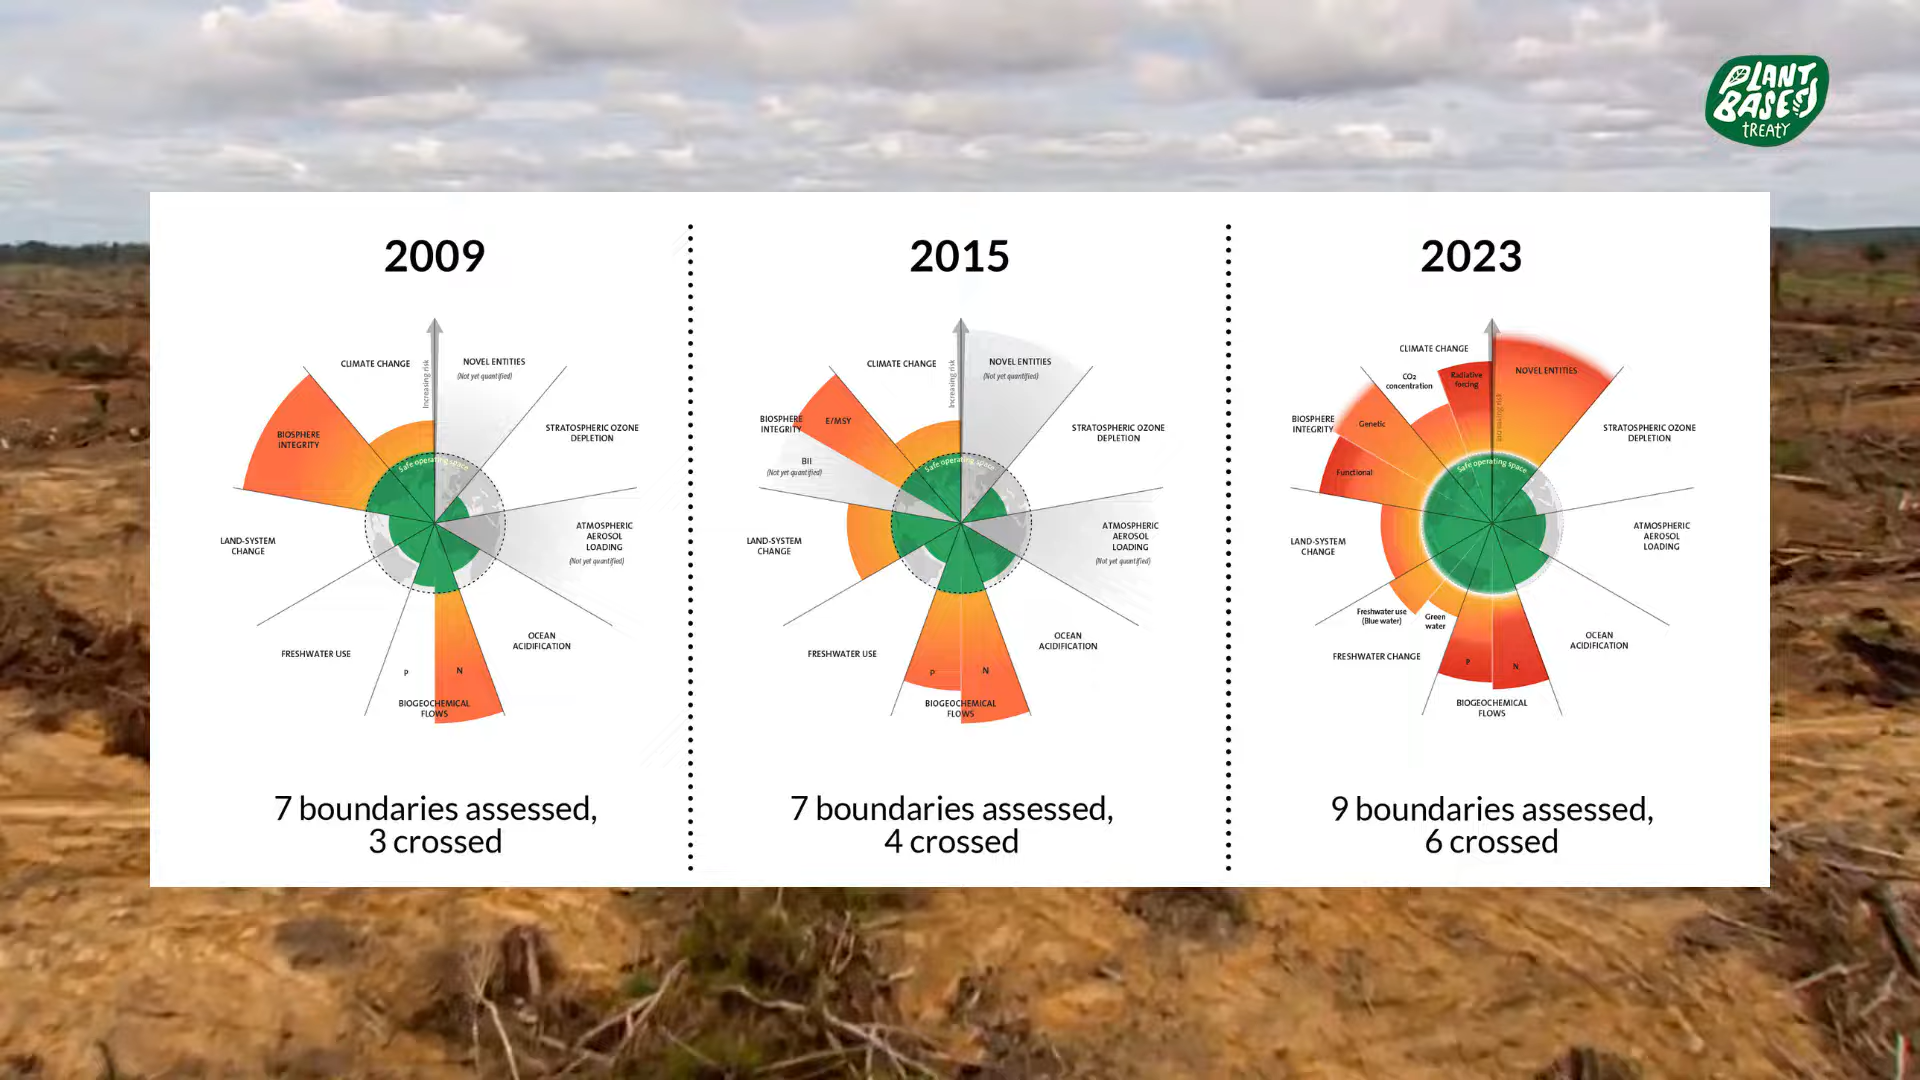 PLANT
BASED
TREATY
2009
CLIMATE CHANGE
Increasing risk
NOVEL ENTITIES
(Not yet quantified)
STRATOSPHERIC OZONE
DEPLETION
BIOSPHERE
INTEGRITY
Safe operating space
ATMOSPHERIC
AEROSOL
LOADING
(Not yet quantified)
LAND-SYSTEM
CHANGE
OCEAN
ACIDIFICATION
FRESHWATER USE
P
N
BIOGEOCHEMICAL
FLOWS
7 boundaries assessed,
3 crossed
2015
CLIMATE CHANGE
Increasing risk
NOVEL ENTITIES
(Not yet quantified)
STRATOSPHERIC OZONE
DEPLETION
BIOSPHERE
INTEGRITY
E/MSY
BII
(Not yet quantified)
Safe operating space
ATMOSPHERIC
AEROSOL
LOADING
(Not yet quantified)
LAND-SYSTEM
CHANGE
OCEAN
ACIDIFICATION
FRESHWATER USE
P
N
BIOGEOCHEMICAL
FLOWS
7 boundaries assessed,
4 crossed
2023
CLIMATE CHANGE
CO2
concentration
Radiative
forcing
Increasing risk
NOVEL ENTITIES
STRATOSPHERIC OZONE
DEPLETION
BIOSPHERE
INTEGRITY
Genetic
Functional
Safe operating space
ATMOSPHERIC
AEROSOL
LOADING
LAND-SYSTEM
CHANGE
Freshwater use
(Blue water)
Green
water
FRESHWATER CHANGE
OCEAN
ACIDIFICATION
P
N
BIOGEOCHEMICAL
FLOWS
9 boundaries assessed,
6 crossed